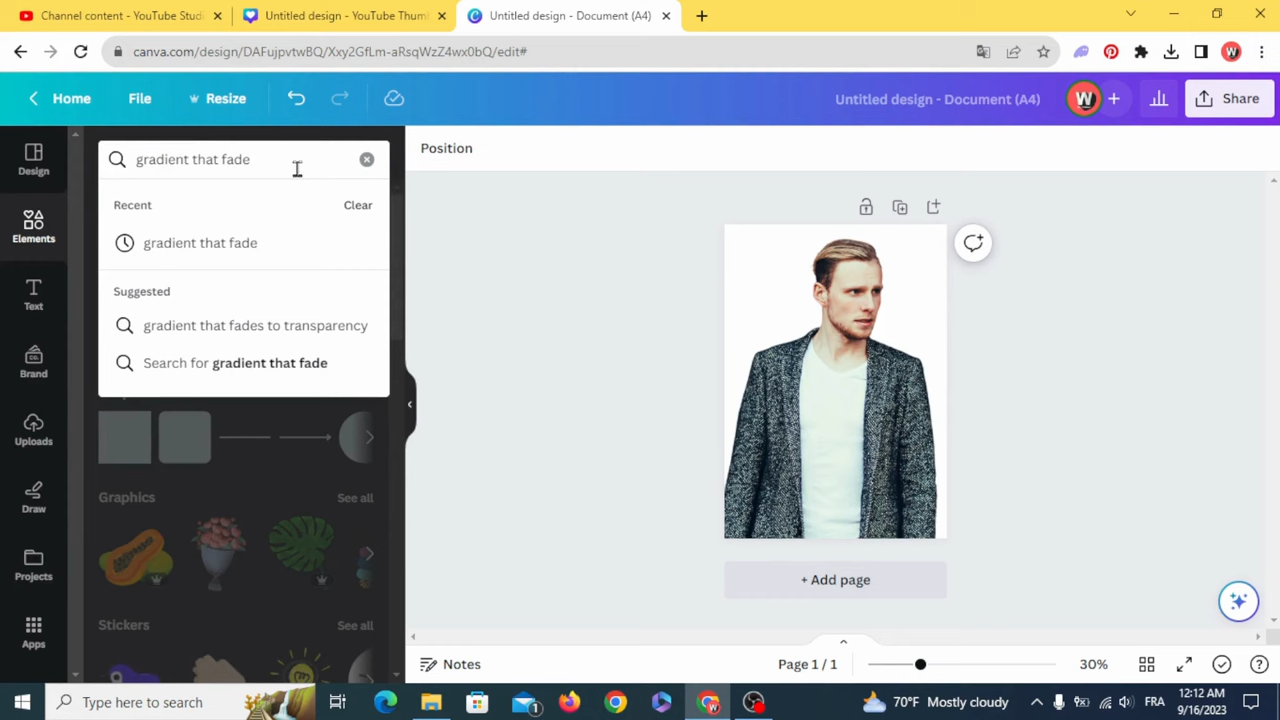 Channel content - YouTube Studi
Untitled design - YouTube Thum
Untitled design - Document (A4)
canva.com/design/DAFujpvtwBQ/Xxy2GfLm-aRsqWzZ4wx0bQ/edit#
Home
File
Resize
Untitled design - Document (A4)
Share
Design
Elements
Text
Brand
Uploads
Draw
Projects
Apps
gradient that fade
Recent
Clear
gradient that fade
Suggested
gradient that fades to transparency
Search for gradient that fade
Graphics
See all
Stickers
See all
Position
+ Add page
Notes
Page 1 / 1
30%
Type here to search
70°F Mostly cloudy
FRA
12:12 AM
9/16/2023